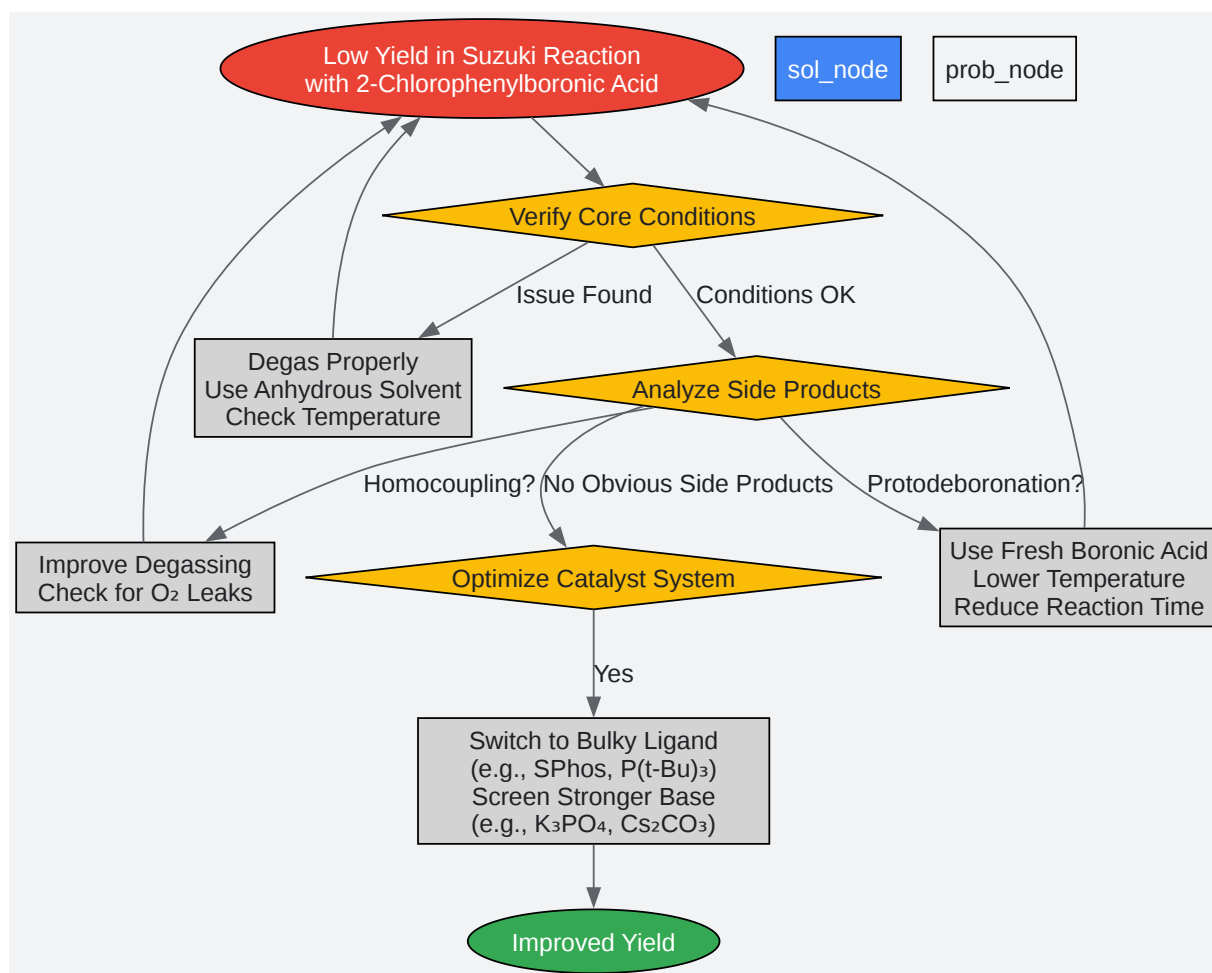 Low Yield in Suzuki Reaction
with 2-Chlorophenylboronic Acid
sol_node
prob_node
Verify Core Conditions
Issue Found
Conditions OK
Degas Properly
Use Anhydrous Solvent
Check Temperature
Analyze Side Products
Homocoupling?
No Obvious Side Products
Protodeboronation?
Improve Degassing
Check for O₂ Leaks
Optimize Catalyst System
Use Fresh Boronic Acid
Lower Temperature
Reduce Reaction Time
Yes
Switch to Bulky Ligand
(e.g., SPhos, P(t-Bu)₃)
Screen Stronger Base
(e.g., K₃PO₄, Cs₂CO₃)
Improved Yield